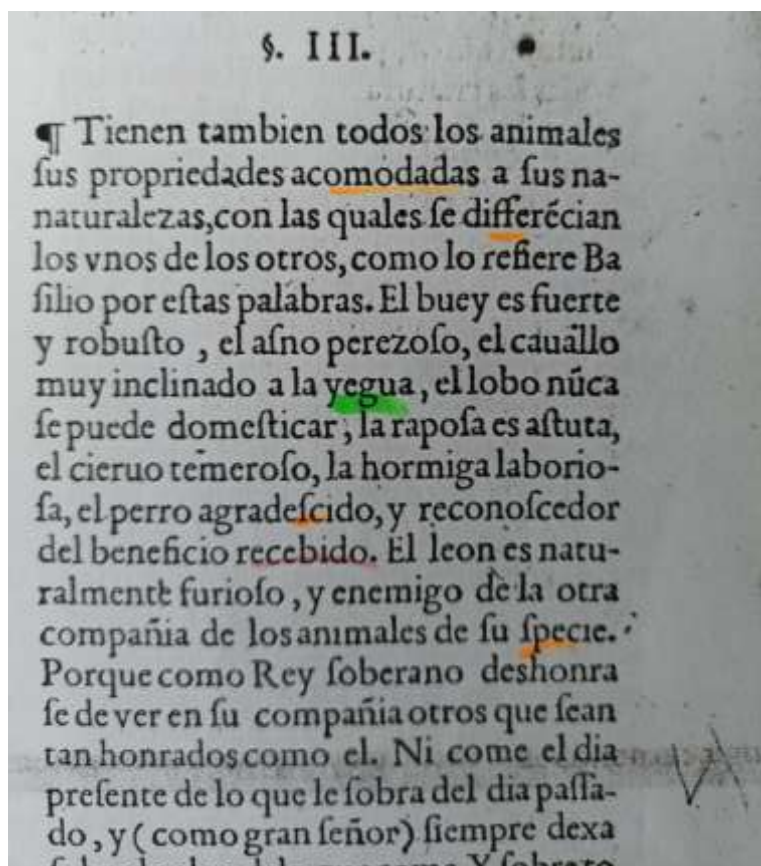 §. III.
¶ Tienen tambien todos los animales
ſus propriedades acomodadas a ſus na-
naturalezas,con las quales ſe differécian
los vnos de los otros, como lo refiere Ba
ſilio por eſtas palabras. El buey es fuerte
y robuſto , el aſno perezoſo, el cauallo
muy inclinado a la yegua, el lobo núca
ſe puede domeſticar, la rapoſa es aſtuta,
el cieruo temeroſo, la hormiga laborio-
ſa, el perro agradeſcido, y reconoſcedor
del beneficio recebido. El leon es natu-
ralmente furioſo , y enemigo de la otra
compañia de los animales de ſu ſpecie.
Porque como Rey ſoberano deshonra
ſe de ver en ſu compañia otros que ſean
tan honrados como el. Ni come el dia
preſente de lo que le ſobra del dia paſſa-
do , y ( como gran ſeñor) ſiempre dexa